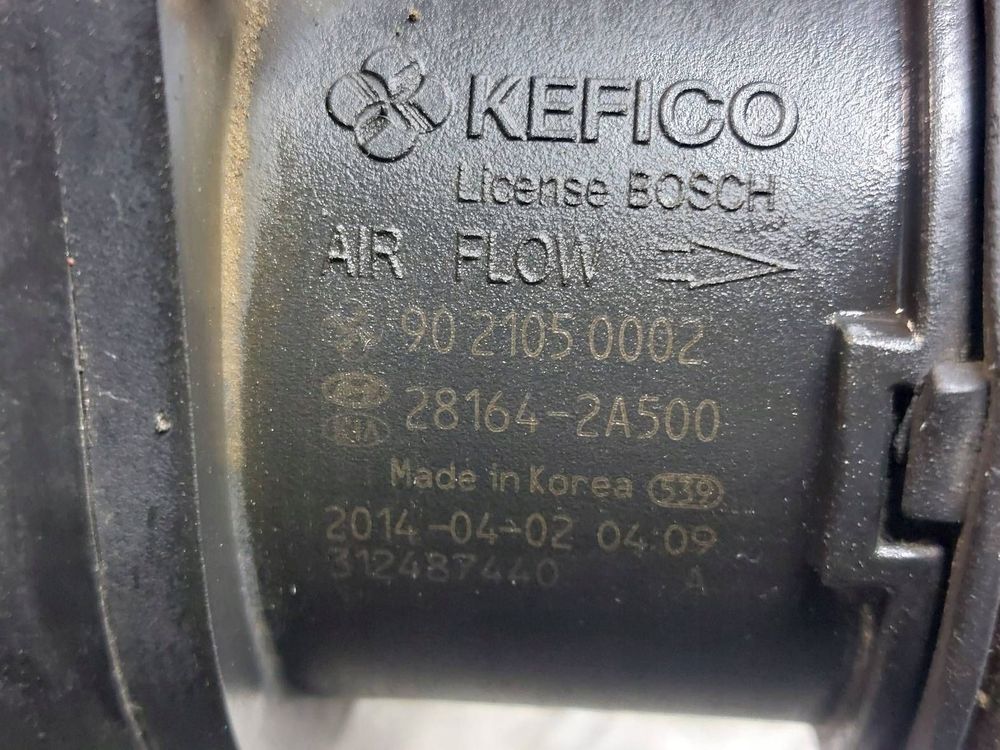 KEFICO
License BOSCH
AIR FLOW
90 2105 0002
28164-2A500
KIA
Made in Korea 539
2014-04-02 04:09
312487440 A